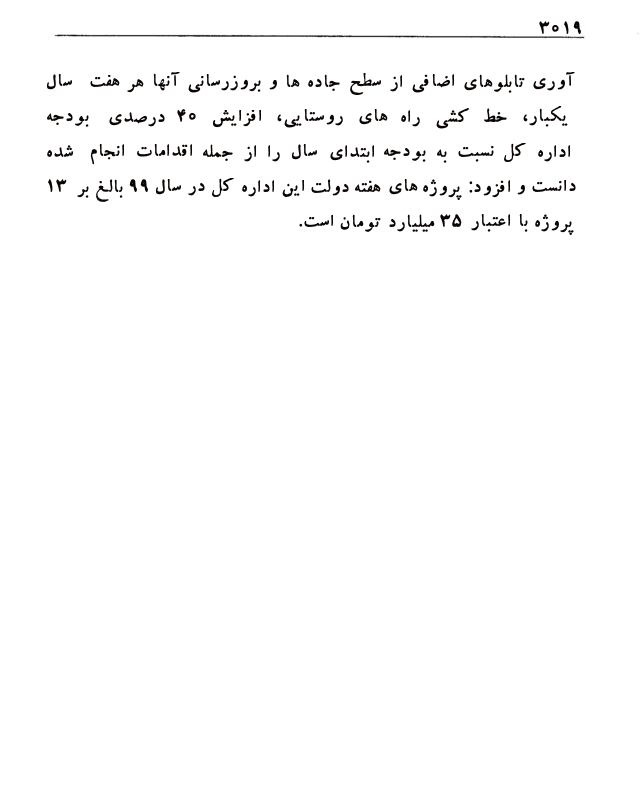 ۳۰۱۹
آوری تابلوهای اضافی از سطح جاده ها و بروزرسانی آنها هر هفت سال
یکبار، خط کشی راه های روستایی، افزایش ۴۰ درصدی بودجه
اداره کل نسبت به بودجه ابتدای سال را از جمله اقدامات انجام شده
دانست و افزود: پروژه های هفته دولت این اداره کل در سال ۹۹ بالغ بر ۱۳
پروژه با اعتبار ۳۵ میلیارد تومان است.